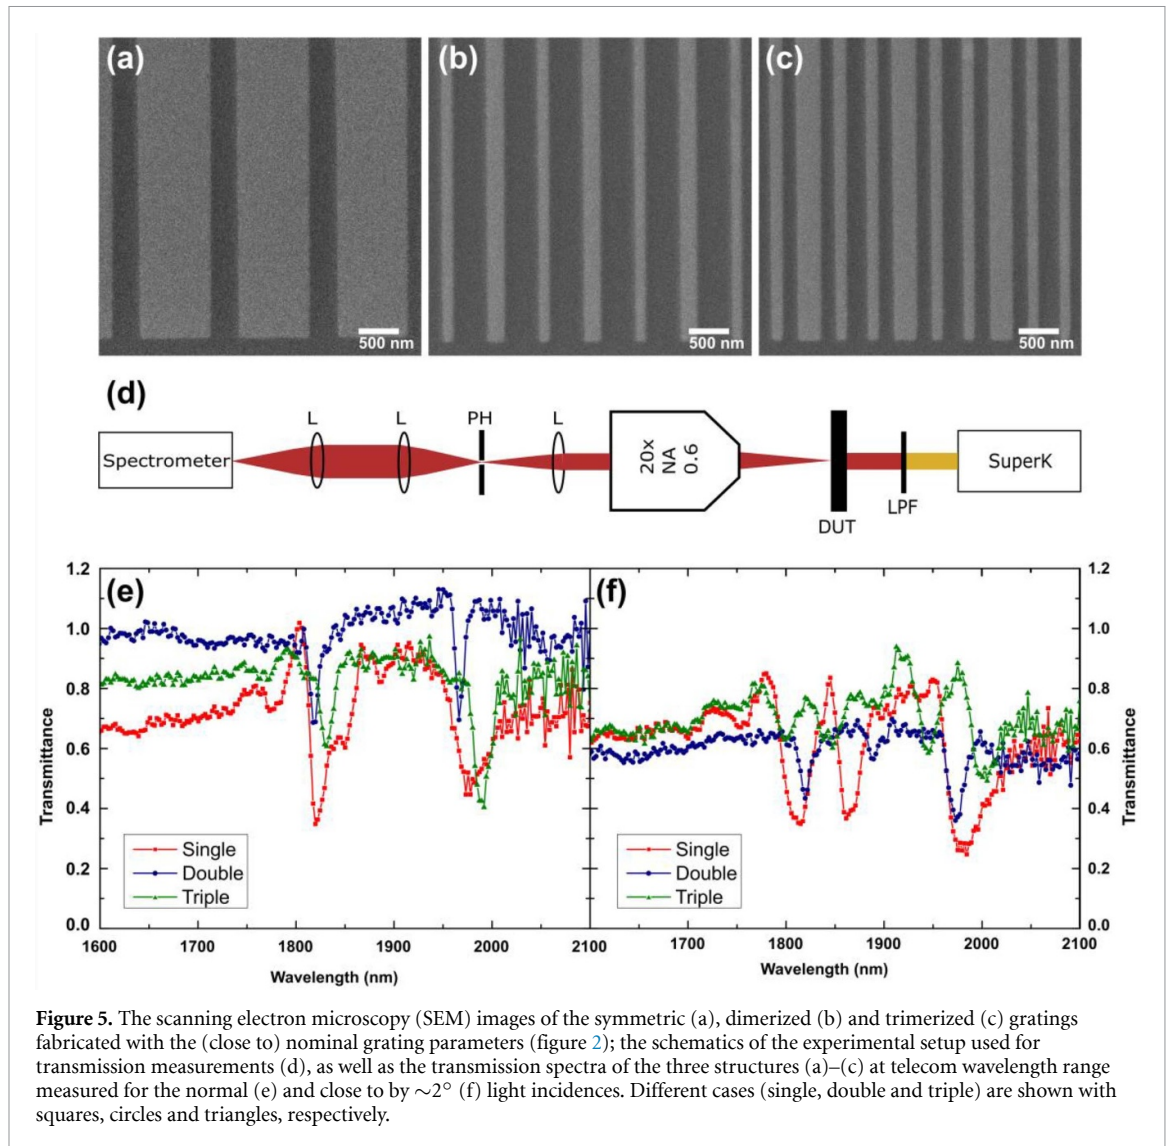 (a)
(b)
(c)
500 nm
500 nm
500 nm
(d)
L
L
PH
L
Spectrometer
20x
NA
0.6
DUT
LPF
SuperK
(e)
(f)
1.2
1.0
0.8
0.6
0.4
0.2
0.0
Transmittance
Single
Double
Triple
1600
1700
1800
1900
2000
2100
Wavelength (nm)
Single
Double
Triple
1700
1800
1900
2000
2100
Wavelength (nm)
1.2
1.0
0.8
0.6
0.4
0.2
0.0
Transmittance
Figure 5. The scanning electron microscopy (SEM) images of the symmetric (a), dimerized (b) and trimerized (c) gratings
fabricated with the (close to) nominal grating parameters (figure 2); the schematics of the experimental setup used for
transmission measurements (d), as well as the transmission spectra of the three structures (a)–(c) at telecom wavelength range
measured for the normal (e) and close to by ∼2° (f) light incidences. Different cases (single, double and triple) are shown with
squares, circles and triangles, respectively.